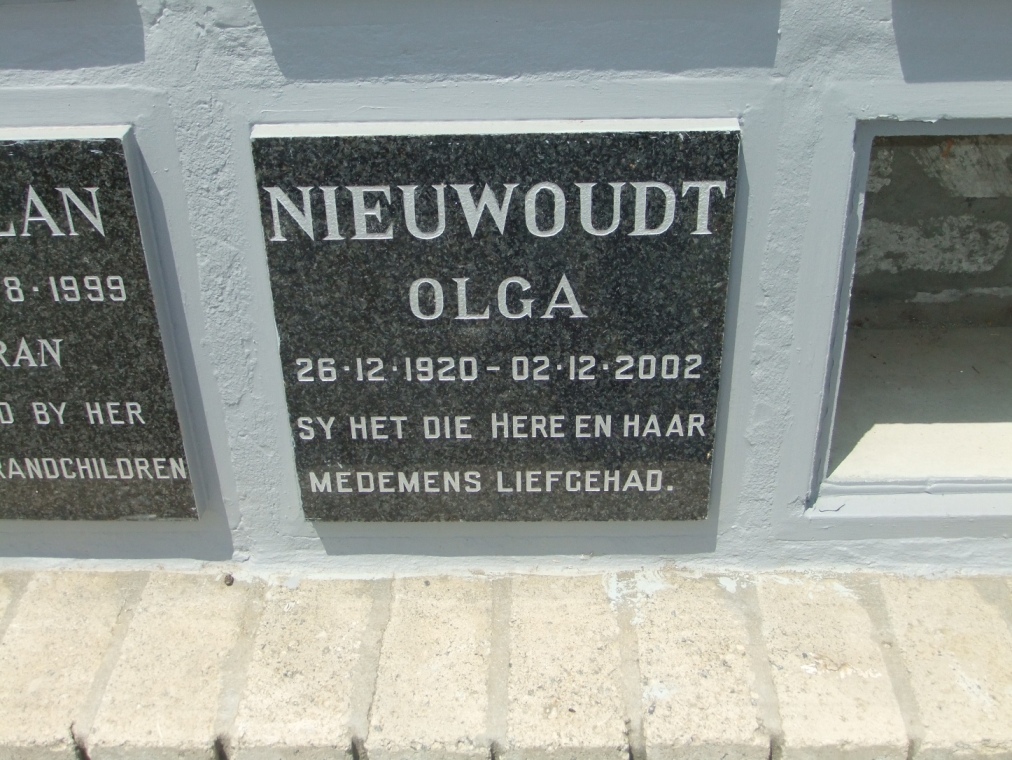 LAN
8·1999
RAN
D BY HER
RANDCHILDREN
NIEUWOUDT
OLGA
26·12·1920-02·12·2002
SY HET DIE HERE EN HAAR
MEDEMENS LIEFGEHAD.